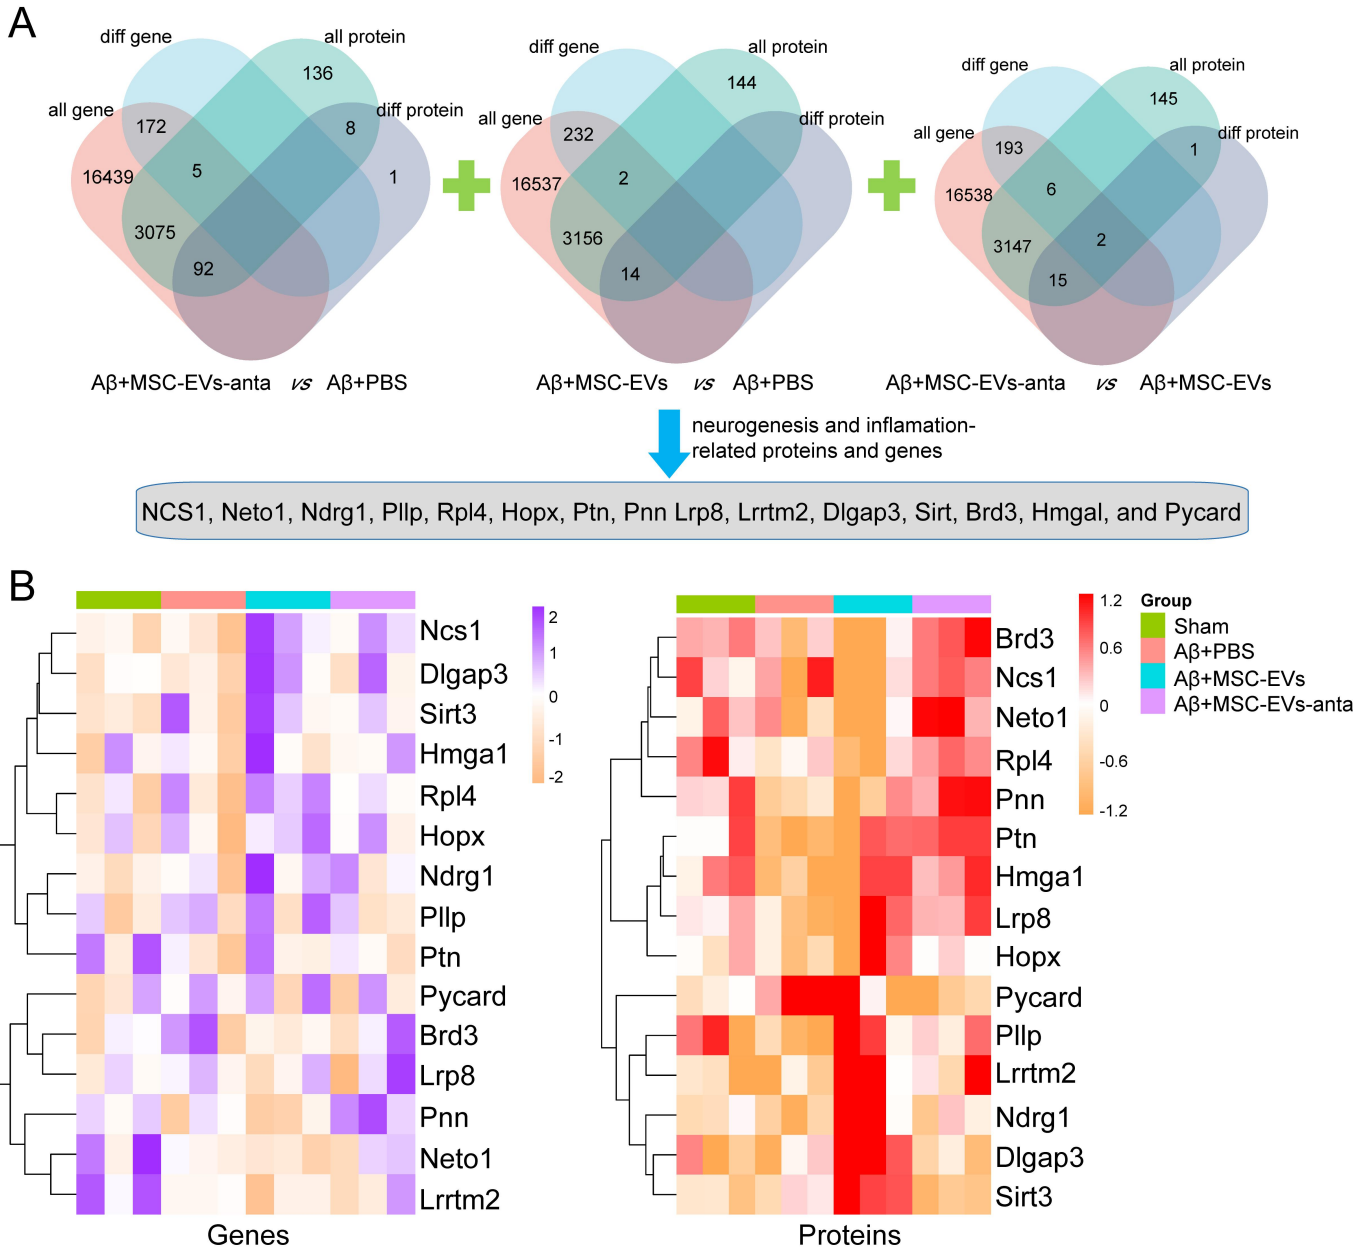 A
diff gene
all protein
all gene
diff protein
136
172
8
16439
5
1
3075
92
Aβ+MSC-EVs-anta vs Aβ+PBS
diff gene
all protein
all gene
diff protein
144
232
16537
2
3156
14
Aβ+MSC-EVs vs Aβ+PBS
diff gene
all protein
all gene
diff protein
145
193
1
16538
6
3147
2
15
Aβ+MSC-EVs-anta vs Aβ+MSC-EVs
neurogenesis and inflamation-
related proteins and genes
NCS1, Neto1, Ndrg1, Pllp, Rpl4, Hopx, Ptn, Pnn Lrp8, Lrrtm2, Dlgap3, Sirt, Brd3, Hmgal, and Pycard
B
Ncs1
Dlgap3
Sirt3
Hmga1
Rpl4
Hopx
Ndrg1
Pllp
Ptn
Pycard
Brd3
Lrp8
Pnn
Neto1
Lrrtm2
Genes
2
1
0
-1
-2
Brd3
Ncs1
Neto1
Rpl4
Pnn
Ptn
Hmga1
Lrp8
Hopx
Pycard
Pllp
Lrrtm2
Ndrg1
Dlgap3
Sirt3
Proteins
1.2
0.6
0
-0.6
-1.2
Group
Sham
Aβ+PBS
Aβ+MSC-EVs
Aβ+MSC-EVs-anta